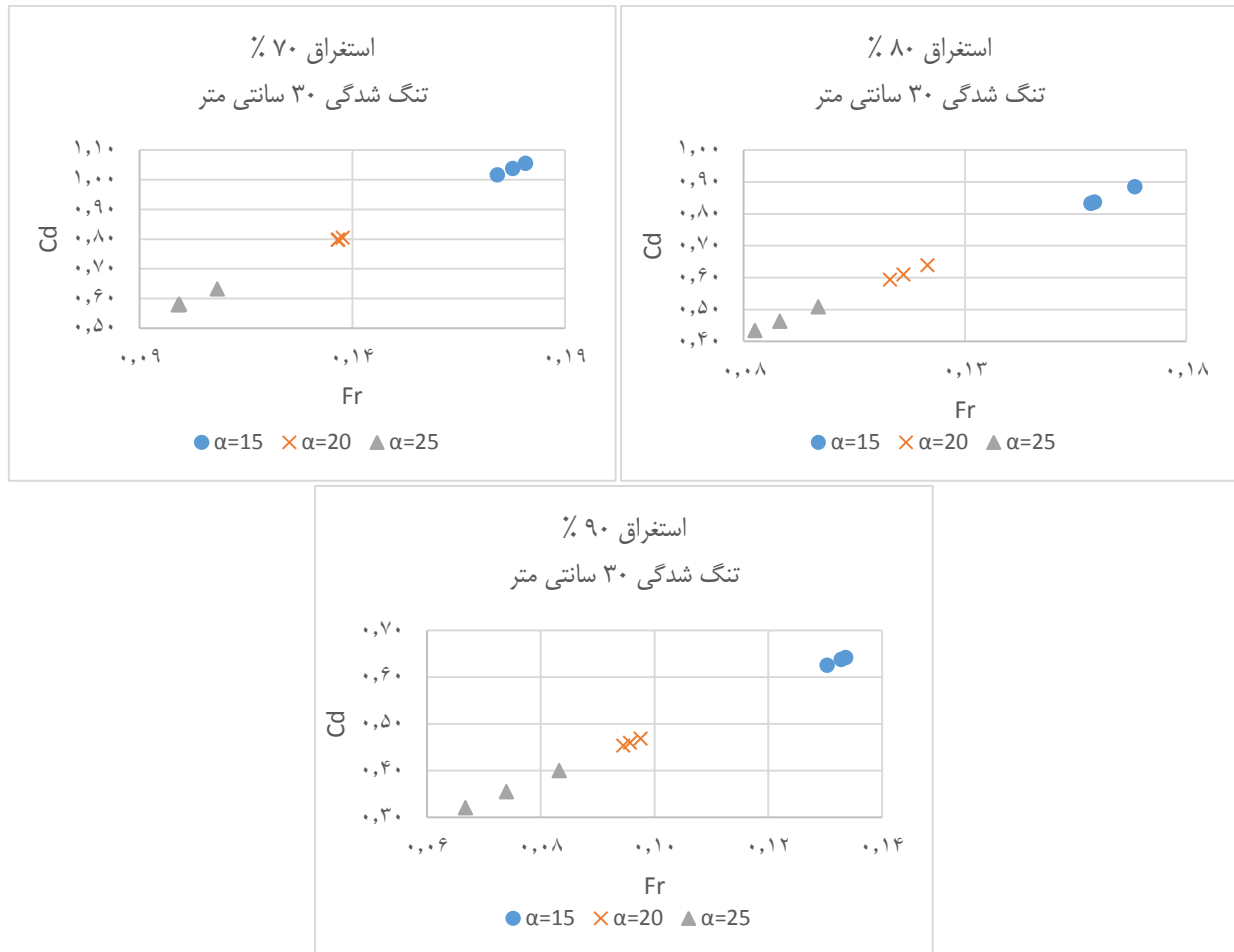 استغراق ۷۰ ٪
تنگ شدگی ۳۰ سانتی متر
۱,۱۰
۱,۰۰
۰,۹۰
۰,۸۰
۰,۷۰
۰,۶۰
۰,۵۰
Cd
۰,۰۹ ۰,۱۴ ۰,۱۹
Fr
α=15 α=20 α=25
استغراق ۸۰ ٪
تنگ شدگی ۳۰ سانتی متر
۱,۰۰
۰,۹۰
۰,۸۰
۰,۷۰
۰,۶۰
۰,۵۰
۰,۴۰
Cd
۰,۰۸ ۰,۱۳ ۰,۱۸
Fr
α=15 α=20 α=25
استغراق ۹۰ ٪
تنگ شدگی ۳۰ سانتی متر
۰,۷۰
۰,۶۰
۰,۵۰
۰,۴۰
۰,۳۰
Cd
۰,۰۶ ۰,۰۸ ۰,۱۰ ۰,۱۲ ۰,۱۴
Fr
α=15 α=20 α=25